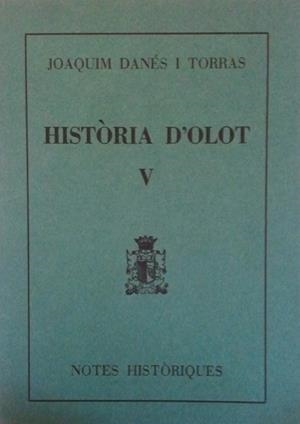 JOAQUIM DANÉS I TORRAS
HISTÒRIA D'OLOT
V
NOTES HISTÒRIQUES